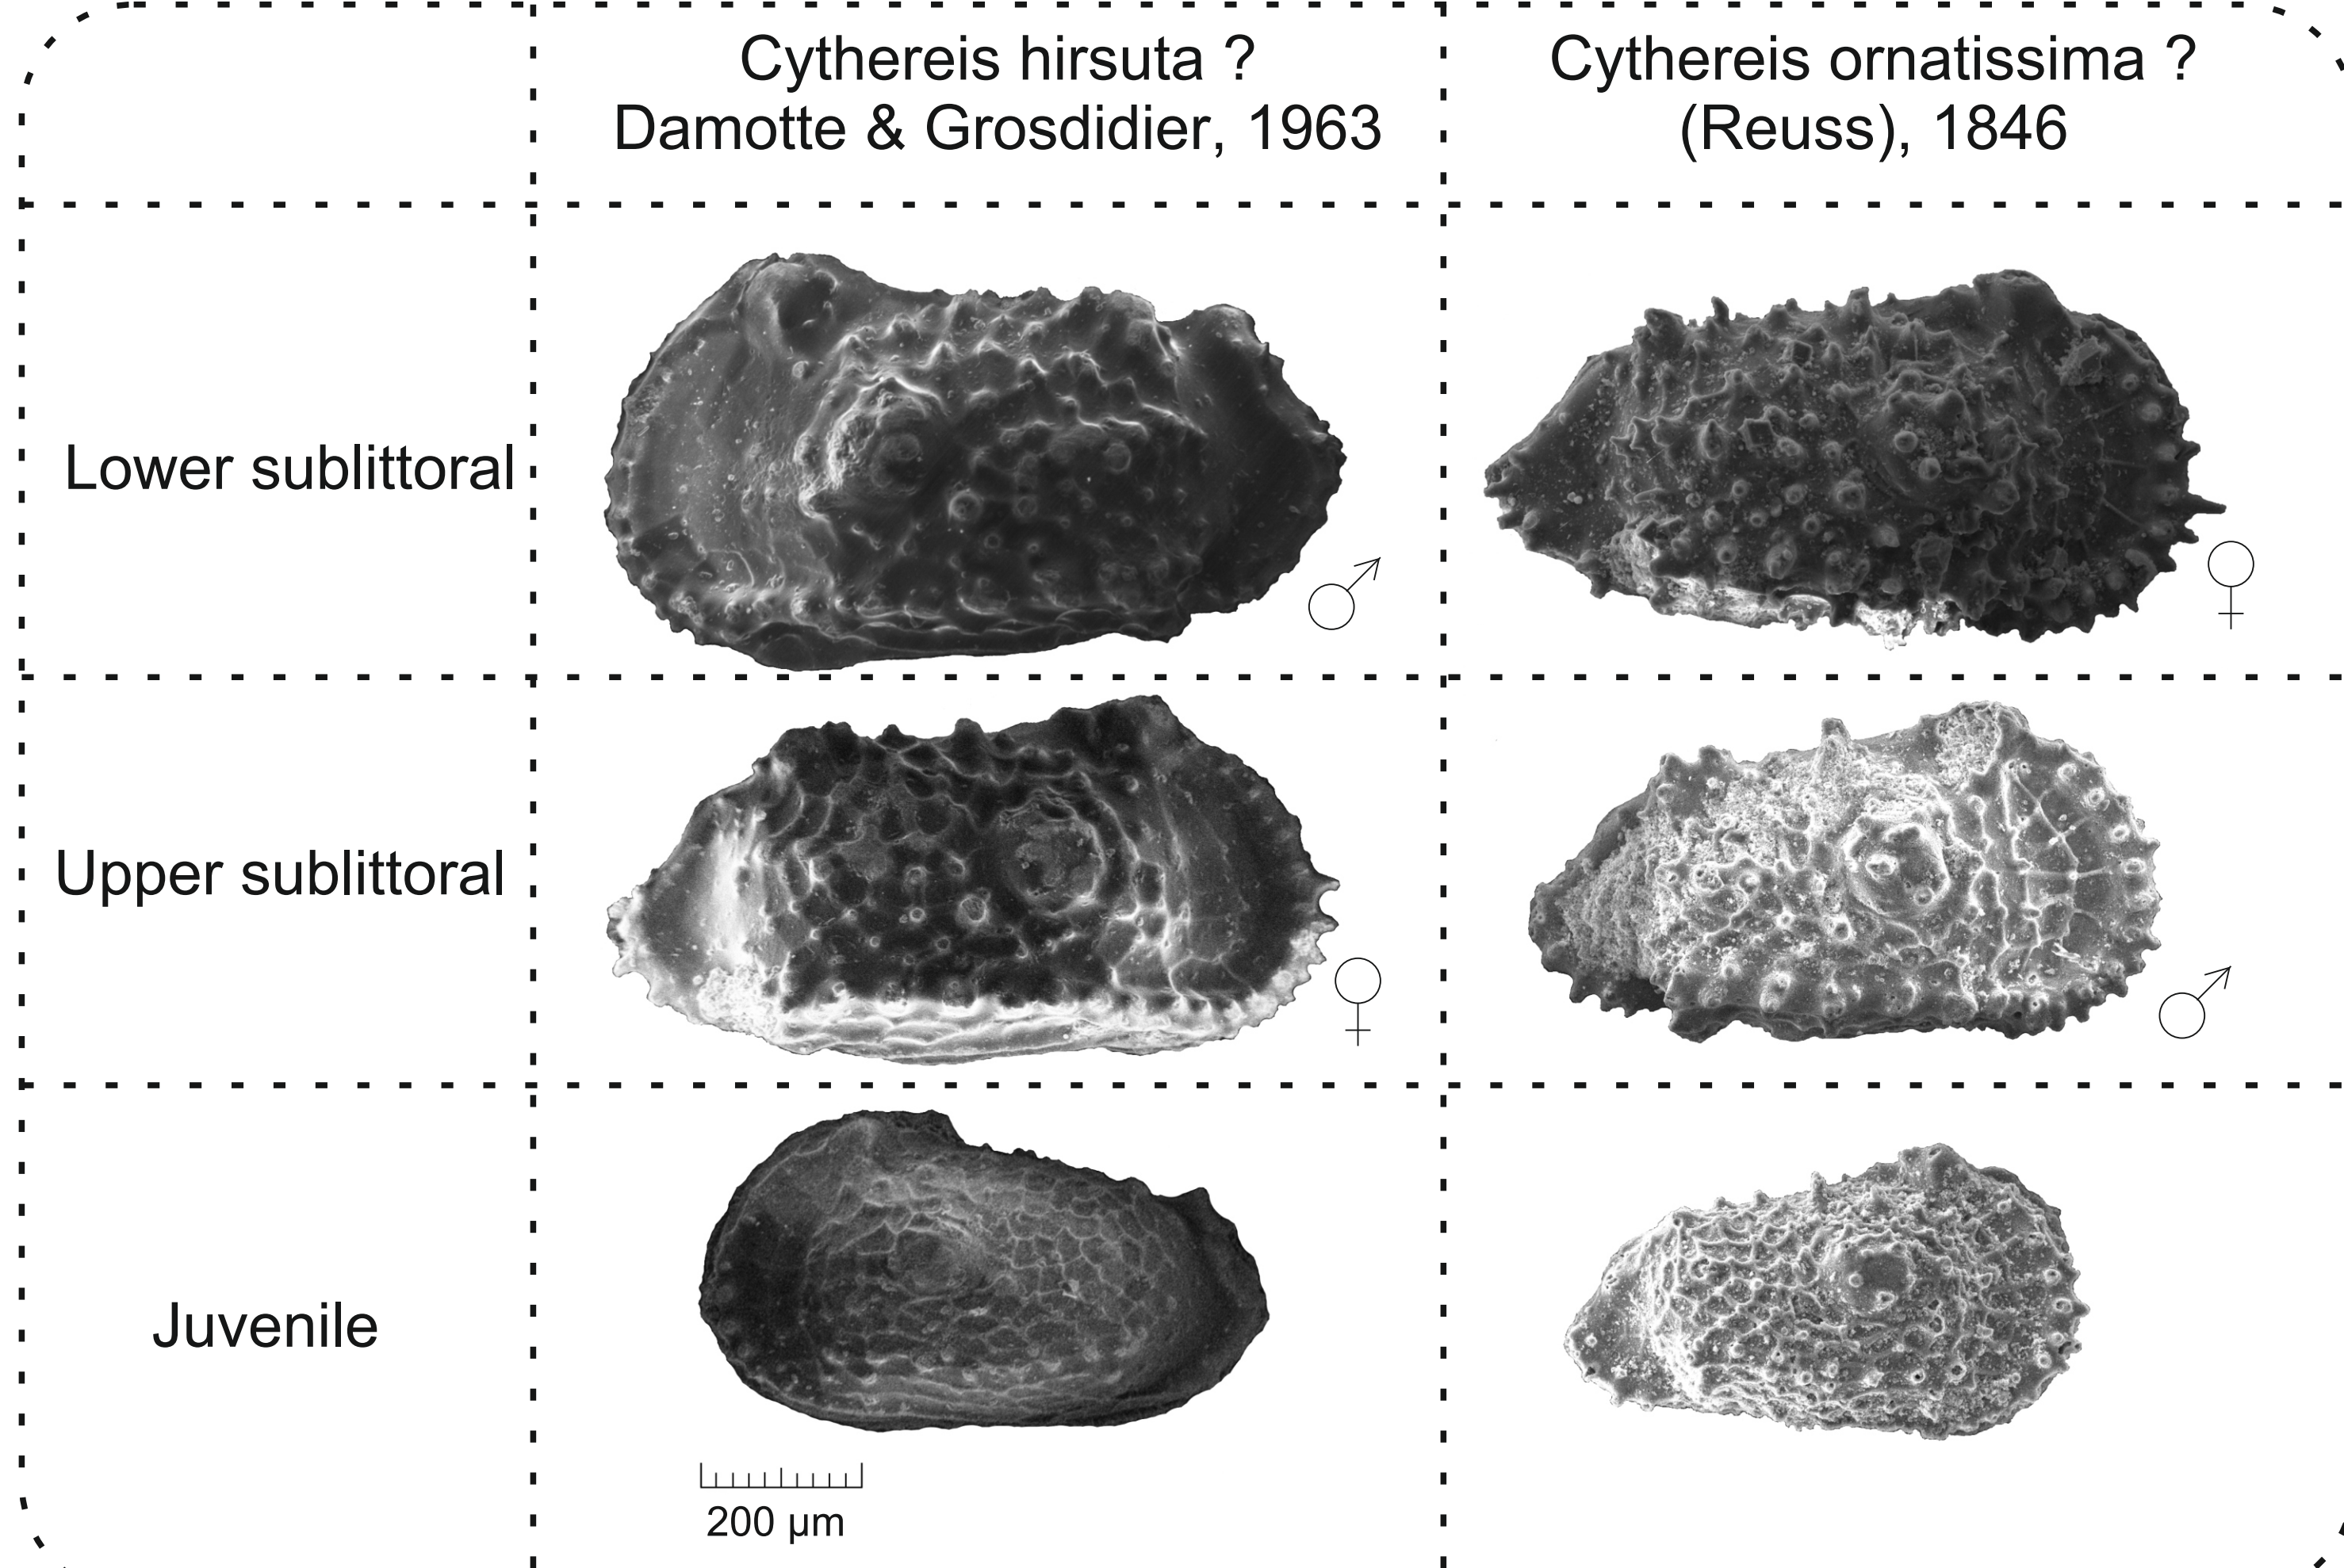 Cythereis hirsuta ?
Damotte & Grosdidier, 1963
Cythereis ornatissima ?
(Reuss), 1846
Lower sublittoral
♂
♀
Upper sublittoral
♀
♂
Juvenile
200 µm